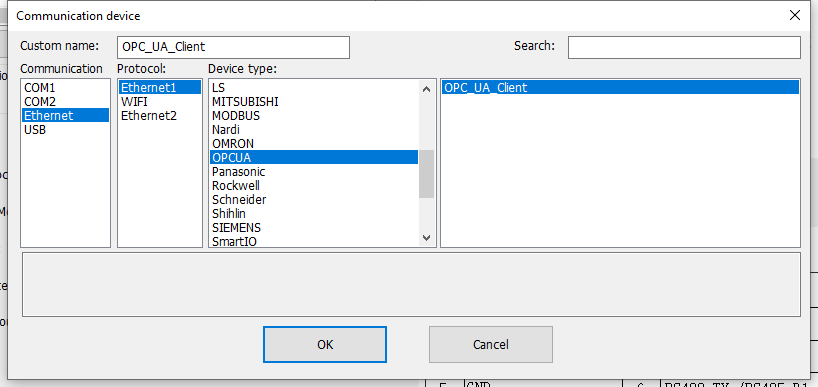 Communication device
Custom name: OPC_UA_Client Search:
Communication Protocol: Device type:
COM1
COM2
Ethernet
USB
Ethernet1
WIFI
Ethernet2
LS
MITSUBISHI
MODBUS
Nardi
OMRON
OPCUA
Panasonic
Rockwell
Schneider
Shihlin
SIEMENS
SmartIO
OPC_UA_Client
OK Cancel
GND